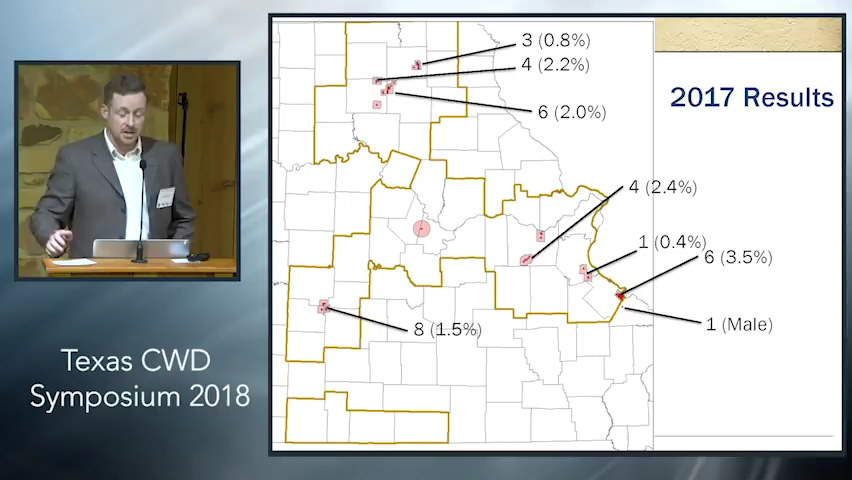 3 (0.8%)
4 (2.2%)
6 (2.0%)
2017 Results
4 (2.4%)
1 (0.4%)
6 (3.5%)
1 (Male)
8 (1.5%)
Texas CWD
Symposium 2018